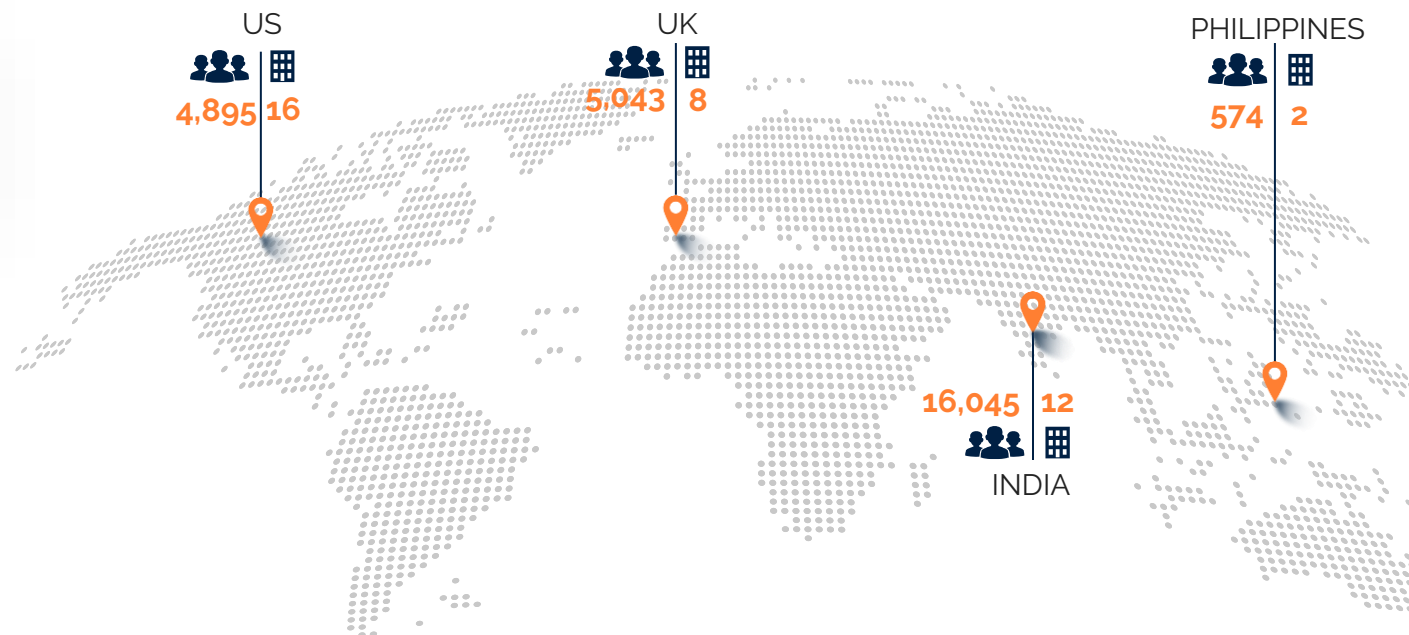 US
4,895 16
UK
5,043 8
PHILIPPINES
574 2
16,045 12
INDIA